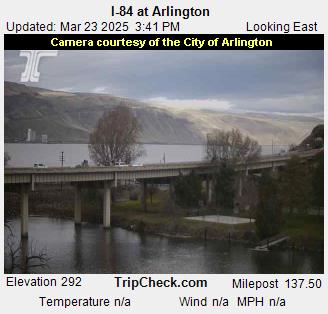 I-84 at Arlington
Updated: Mar 23 2025 3:41 PM Looking East
Camera courtesy of the City of Arlington
Elevation 292 TripCheck.com Milepost 137.50
Temperature n/a Wind n/a MPH n/a